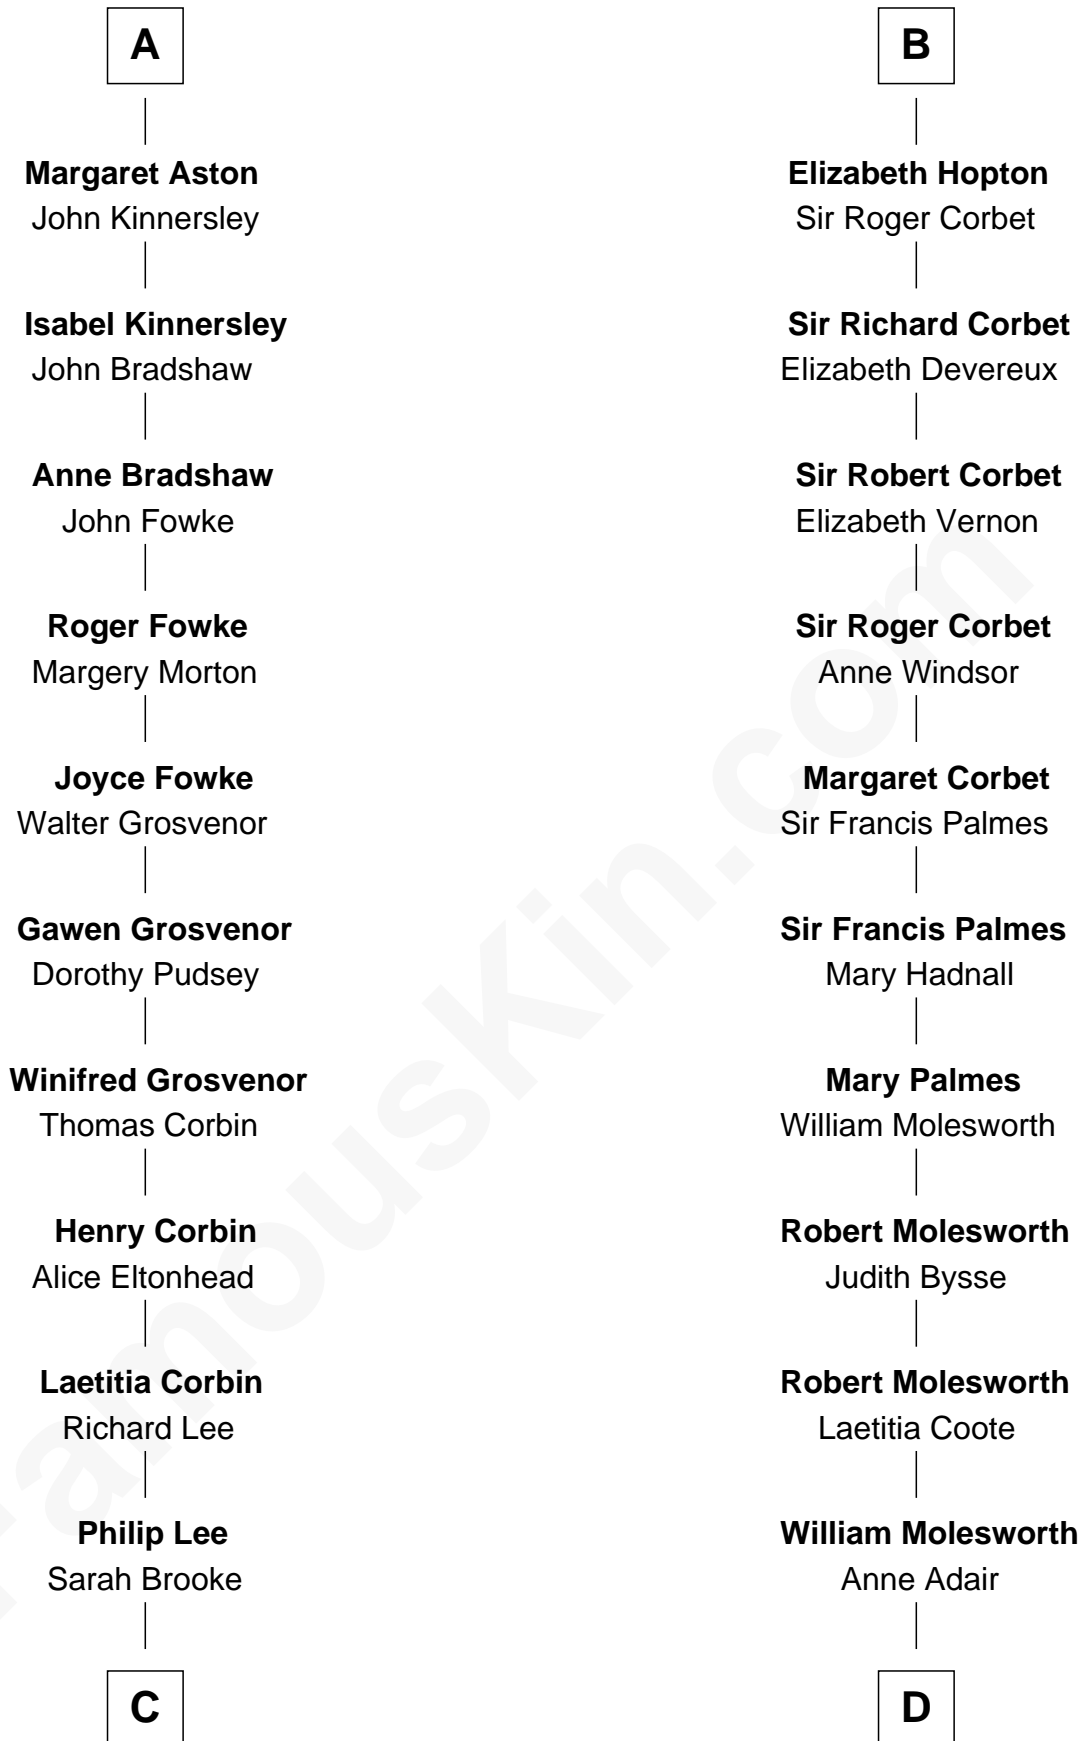 A
Margaret Aston
John Kinnersley
Isabel Kinnersley
John Bradshaw
Anne Bradshaw
John Fowke
Roger Fowke
Margery Morton
Joyce Fowke
Walter Grosvenor
Gawen Grosvenor
Dorothy Pudsey
Winifred Grosvenor
Thomas Corbin
Henry Corbin
Alice Eltonhead
Laetitia Corbin
Richard Lee
Philip Lee
Sarah Brooke
C
B
Elizabeth Hopton
Sir Roger Corbet
Sir Richard Corbet
Elizabeth Devereux
Sir Robert Corbet
Elizabeth Vernon
Sir Roger Corbet
Anne Windsor
Margaret Corbet
Sir Francis Palmes
Sir Francis Palmes
Mary Hadnall
Mary Palmes
William Molesworth
Robert Molesworth
Judith Bysse
Robert Molesworth
Laetitia Coote
William Molesworth
Anne Adair
D
FamousKin.com